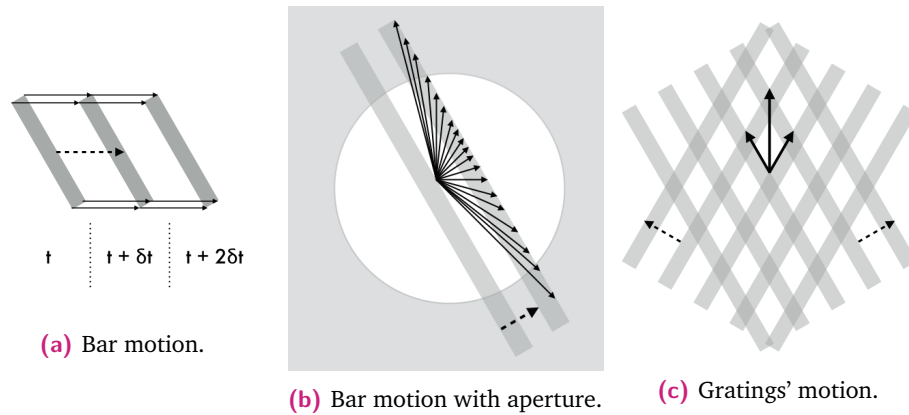 t
t + δt
t + 2δt
(a) Bar motion.
(b) Bar motion with aperture.
(c) Gratings' motion.